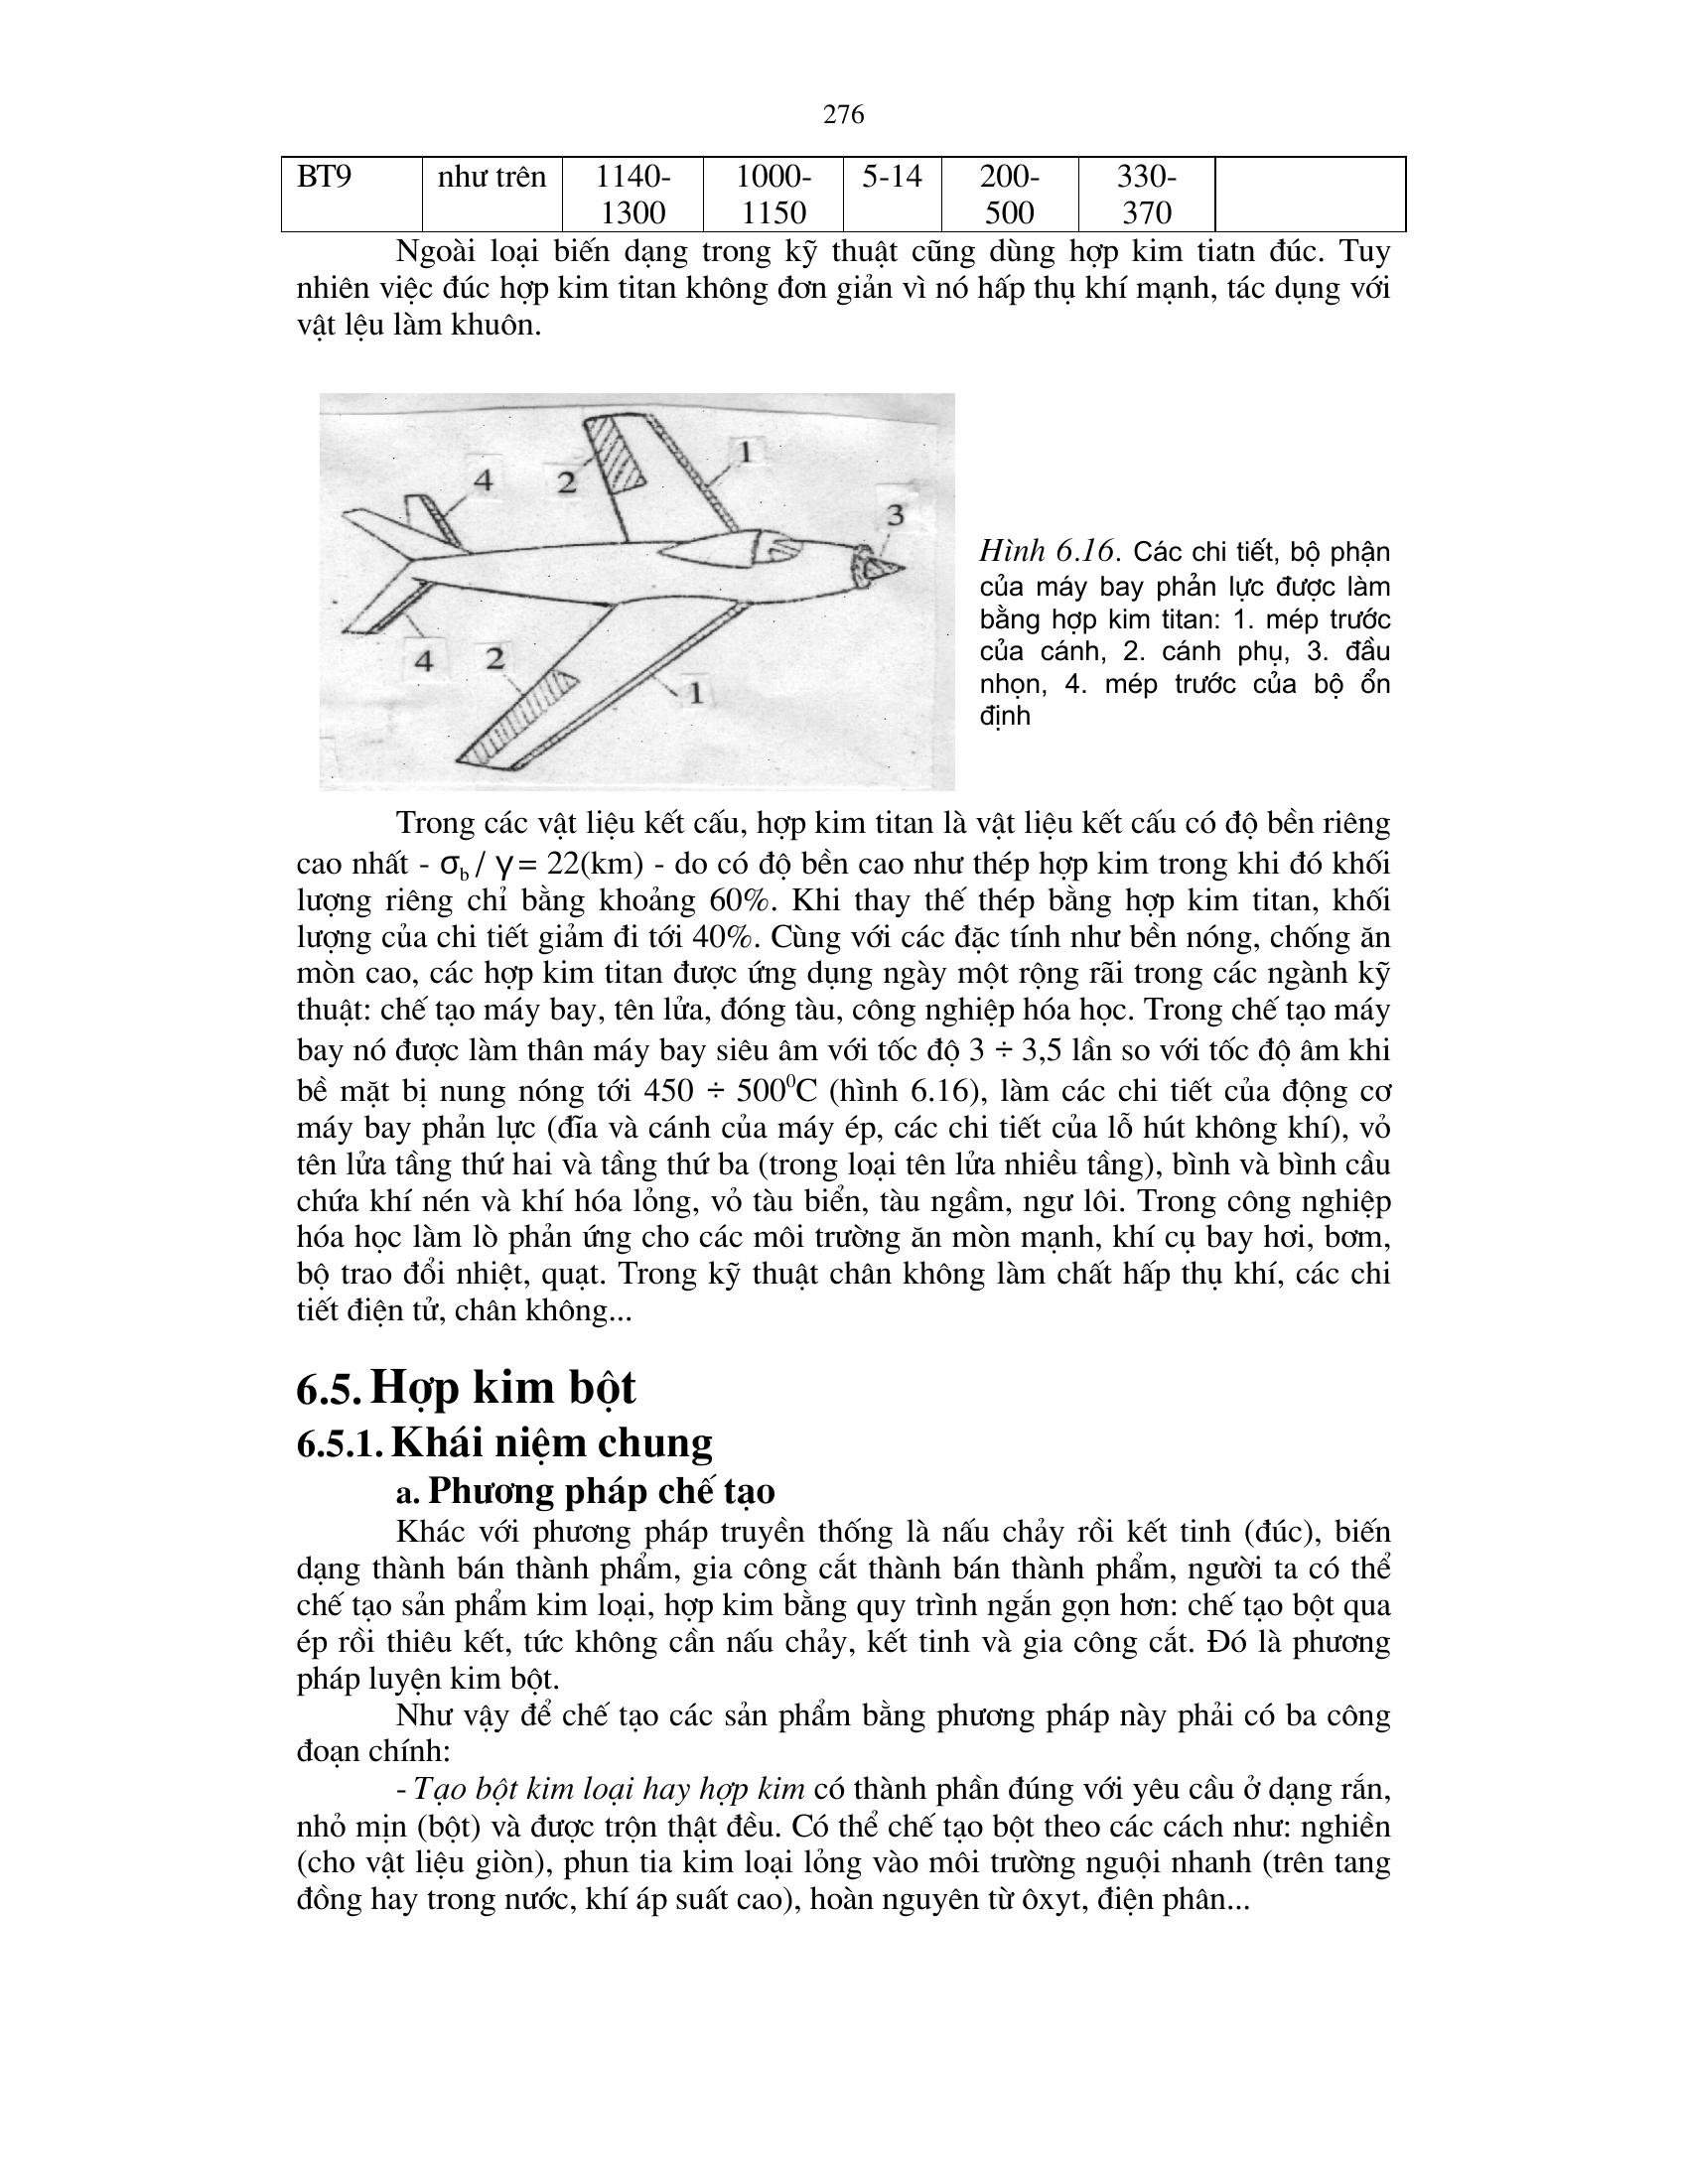 276
BT9 như trên 1140- 1000- 5-14 200- 330-
1300 1150 500 370
Ngoài loại biến dạng trong kỹ thuật cũng dùng hợp kim tiatn đúc. Tuy
nhiên việc đúc hợp kim titan không đơn giản vì nó hấp thụ khí mạnh, tác dụng với
vật lệu làm khuôn.
1
2
4
3
4
2
1
Hình 6.16. Các chi tiết, bộ phận
của máy bay phản lực được làm
bằng hợp kim titan: 1. mép trước
của cánh, 2. cánh phụ, 3. đầu
nhọn, 4. mép trước của bộ ổn
định
Trong các vật liệu kết cấu, hợp kim titan là vật liệu kết cấu có độ bền riêng
cao nhất - σb / γ = 22(km) - do có độ bền cao như thép hợp kim trong khi đó khối
lượng riêng chỉ bằng khoảng 60%. Khi thay thế thép bằng hợp kim titan, khối
lượng của chi tiết giảm đi tới 40%. Cùng với các đặc tính như bền nóng, chống ăn
mòn cao, các hợp kim titan được ứng dụng ngày một rộng rãi trong các ngành kỹ
thuật: chế tạo máy bay, tên lửa, đóng tàu, công nghiệp hóa học. Trong chế tạo máy
bay nó được làm thân máy bay siêu âm với tốc độ 3 ÷ 3,5 lần so với tốc độ âm khi
bề mặt bị nung nóng tới 450 ÷ 500⁰C (hình 6.16), làm các chi tiết của động cơ
máy bay phản lực (đĩa và cánh của máy ép, các chi tiết của lỗ hút không khí), vỏ
tên lửa tầng thứ hai và tầng thứ ba (trong loại tên lửa nhiều tầng), bình và bình cầu
chứa khí nén và khí hóa lỏng, vỏ tàu biển, tàu ngầm, ngư lôi. Trong công nghiệp
hóa học làm lò phản ứng cho các môi trường ăn mòn mạnh, khí cụ bay hơi, bơm,
bộ trao đổi nhiệt, quạt. Trong kỹ thuật chân không làm chất hấp thụ khí, các chi
tiết điện tử, chân không...
6.5. Hợp kim bột
6.5.1. Khái niệm chung
a. Phương pháp chế tạo
Khác với phương pháp truyền thống là nấu chảy rồi kết tinh (đúc), biến
dạng thành bán thành phẩm, gia công cắt thành bán thành phẩm, người ta có thể
chế tạo sản phẩm kim loại, hợp kim bằng quy trình ngắn gọn hơn: chế tạo bột qua
ép rồi thiêu kết, tức không cần nấu chảy, kết tinh và gia công cắt. Đó là phương
pháp luyện kim bột.
Như vậy để chế tạo các sản phẩm bằng phương pháp này phải có ba công
đoạn chính:
- Tạo bột kim loại hay hợp kim có thành phần đúng với yêu cầu ở dạng rắn,
nhỏ mịn (bột) và được trộn thật đều. Có thể chế tạo bột theo các cách như: nghiền
(cho vật liệu giòn), phun tia kim loại lỏng vào môi trường nguội nhanh (trên tang
đồng hay trong nước, khí áp suất cao), hoàn nguyên từ ôxyt, điện phân...